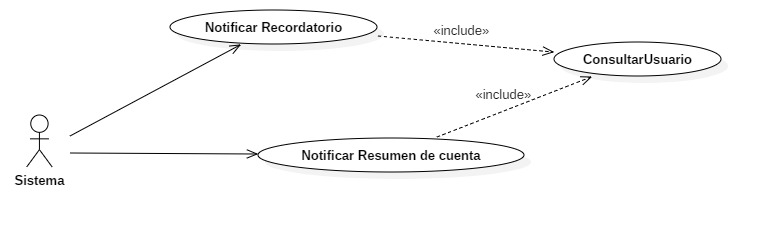 Notificar Recordatorio
«include»
ConsultarUsuario
«include»
Notificar Resumen de cuenta
Sistema